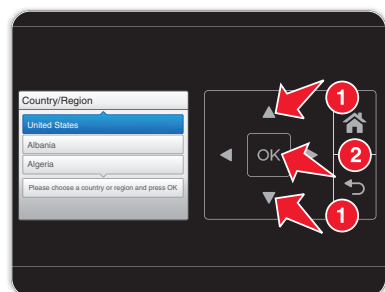 Country/Region
United States
Albania
Algeria
Please choose a country or region and press OK
1
OK
2
1